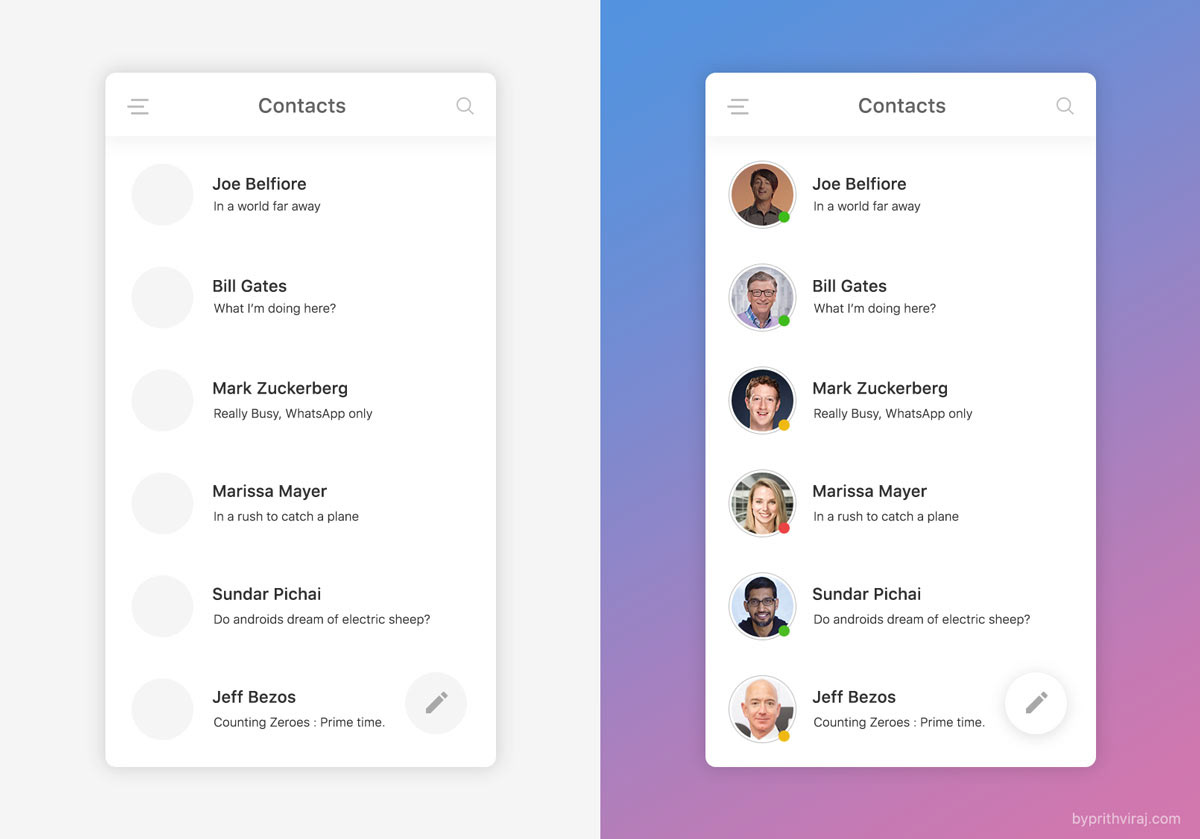 Contacts
Joe Belfiore
In a world far away
Bill Gates
What I'm doing here?
Mark Zuckerberg
Really Busy, WhatsApp only
Marissa Mayer
In a rush to catch a plane
Sundar Pichai
Do androids dream of electric sheep?
Jeff Bezos
Counting Zeroes : Prime time.
Contacts
Joe Belfiore
In a world far away
Bill Gates
What I'm doing here?
Mark Zuckerberg
Really Busy, WhatsApp only
Marissa Mayer
In a rush to catch a plane
Sundar Pichai
Do androids dream of electric sheep?
Jeff Bezos
Counting Zeroes : Prime time.
byprithviraj.com